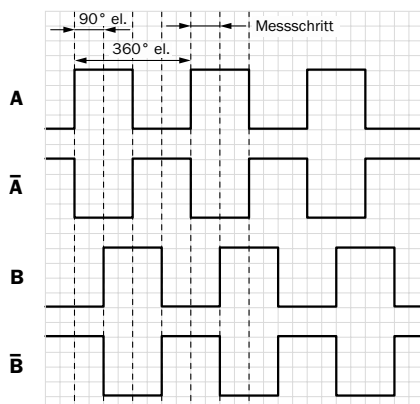 90° el.
Messschritt
360° el.
A
A̅
B
B̅